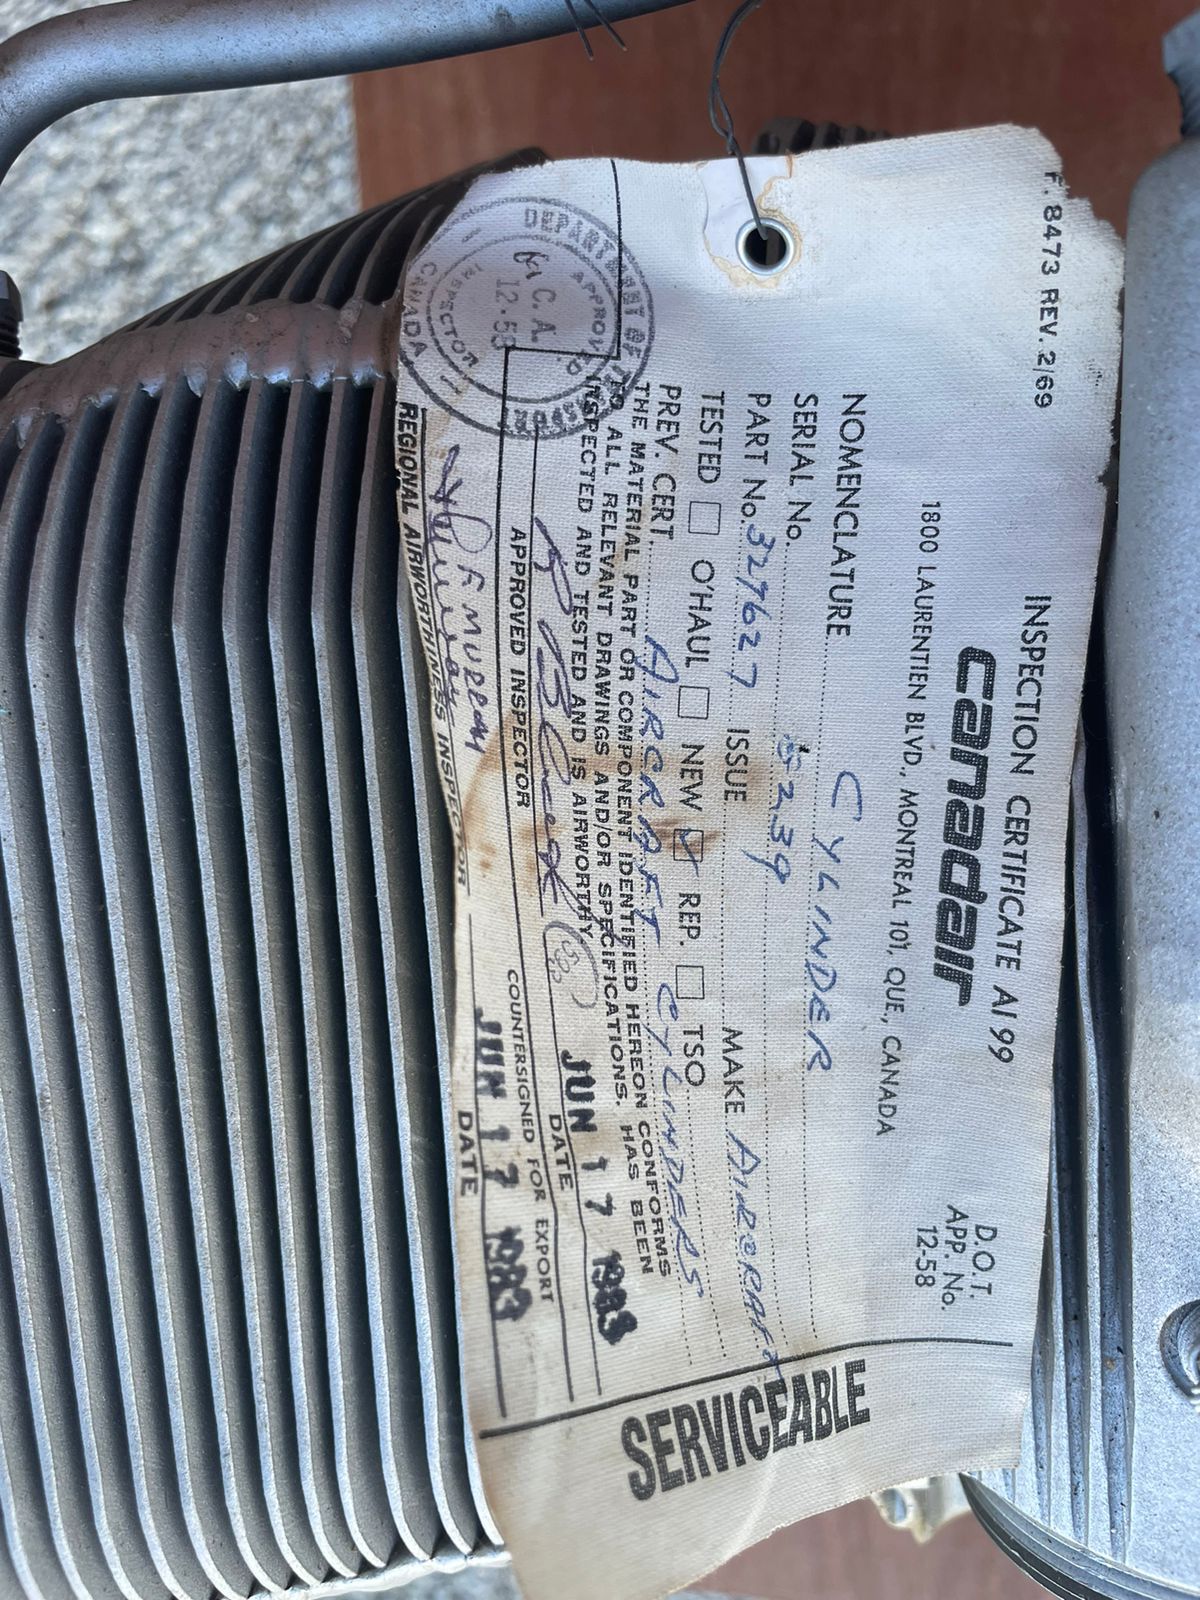 F. 8473 REV. 2/69
INSPECTION CERTIFICATE AI 99
canadair
1800 LAURENTIEN BLVD., MONTREAL 101, QUE., CANADA
D.O.T.
APP. No.
12-58
NOMENCLATURE CYLINDER
SERIAL No. 5239
PART No. 329627 ISSUE MAKE AIRCRAFT
TESTED O'HAUL NEW REP. TSO
PREV. CERT AIRCRAFT CYLINDERS
THE MATERIAL PART OR COMPONENT IDENTIFIED HEREON CONFORMS
TO ALL RELEVANT DRAWINGS AND/OR SPECIFICATIONS, HAS BEEN
INSPECTED AND TESTED AND IS AIRWORTHY
JUN 17 1983
APPROVED INSPECTOR DATE
COUNTERSIGNED FOR EXPORT
F MURRAY
JUN 17 1983
REGIONAL AIRWORTHINESS INSPECTOR DATE
DEPARTMENT OF TRANSPORT
APPROVED
C.A.
12-58
INSPECTOR
CANADA
SERVICEABLE